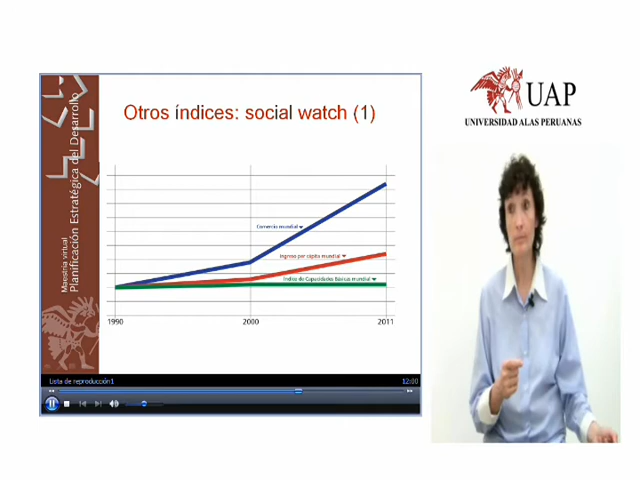 Otros índices: social watch (1)
Maestría virtual
Planificación Estratégica del Desarrollo
Comercio mundial
Ingreso per cápita mundial
Índice de Capacidades Básicas mundial
1990
2000
2011
Lista de reproducción1
12:00
UAP
UNIVERSIDAD ALAS PERUANAS